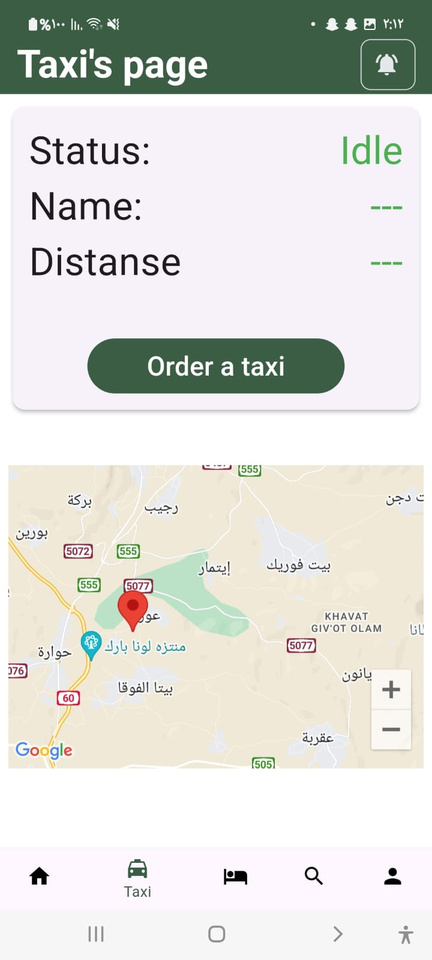 %١٠٠ ٢:١٢
Taxi's page
Status: Idle
Name: ---
Distanse ---
Order a taxi
555
بركة
رجيب
ت دجن
بورين
5072 555
إيتمار
بيت فوريك
555 5077
عور
KHAVAT
GIV'OT OLAM
انا
حوارة
منتزه لونا بارك
5077
076
يانون
بيتا الفوقا
60
+
عقربة
−
Google
505
Taxi